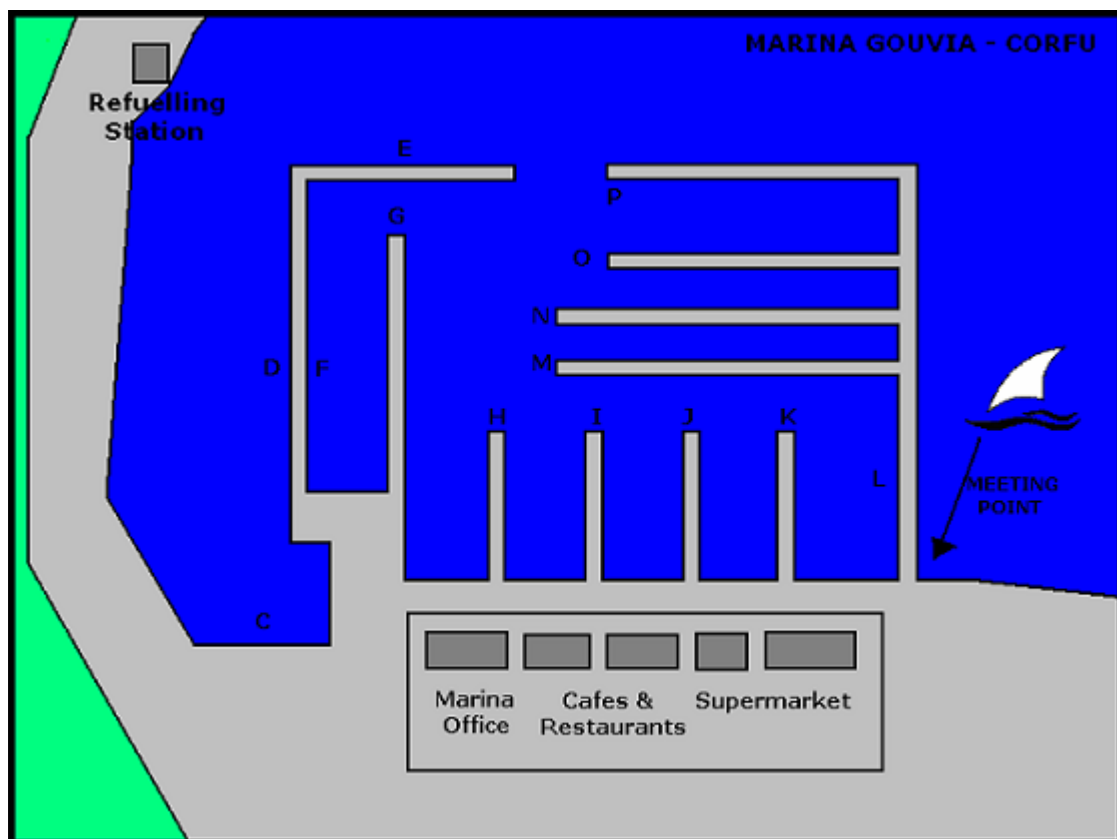 MARINA GOUVIA - CORFU
Refuelling
Station
E
P
G
O
N
M
D
F
H
I
J
K
L
MEETING
POINT
C
Marina
Office
Cafes &
Restaurants
Supermarket